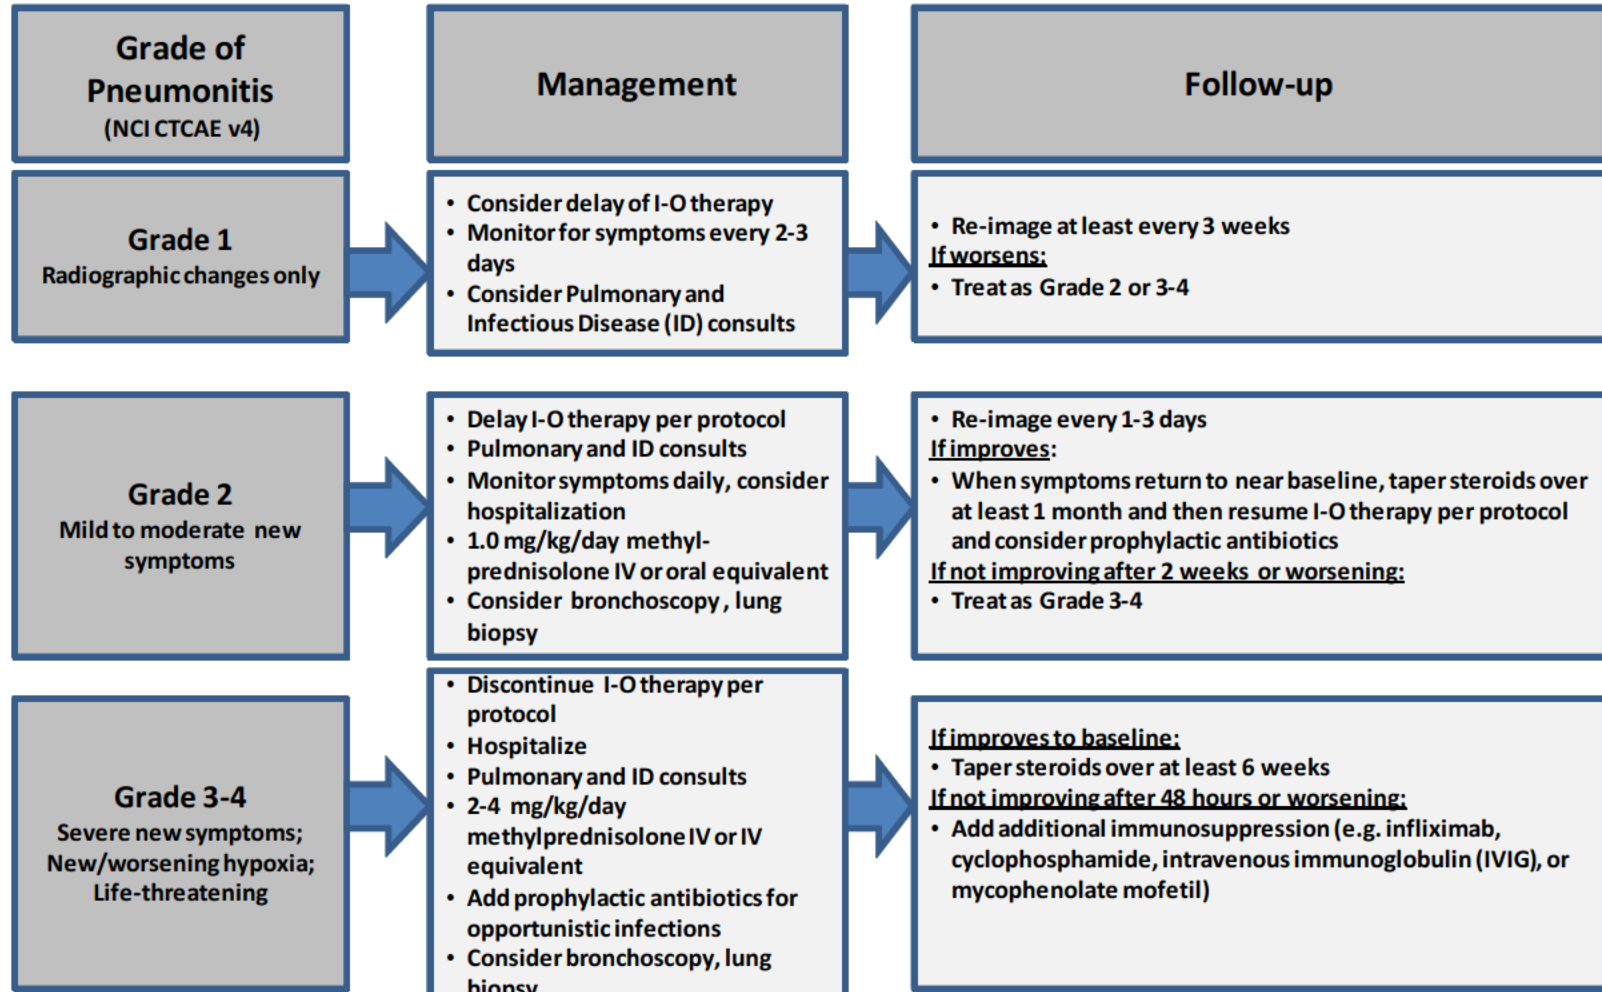 Grade of
Pneumonitis
(NCI CTCAE v4)
Management
Follow-up
Grade 1
Radiographic changes only
• Consider delay of I-O therapy
• Monitor for symptoms every 2-3
days
• Consider Pulmonary and
Infectious Disease (ID) consults
• Re-image at least every 3 weeks
If worsens:
• Treat as Grade 2 or 3-4
Grade 2
Mild to moderate new
symptoms
• Delay I-O therapy per protocol
• Pulmonary and ID consults
• Monitor symptoms daily, consider
hospitalization
• 1.0 mg/kg/day methyl-
prednisolone IV or oral equivalent
• Consider bronchoscopy, lung
biopsy
• Re-image every 1-3 days
If improves:
• When symptoms return to near baseline, taper steroids over
at least 1 month and then resume I-O therapy per protocol
and consider prophylactic antibiotics
If not improving after 2 weeks or worsening:
• Treat as Grade 3-4
Grade 3-4
Severe new symptoms;
New/worsening hypoxia;
Life-threatening
• Discontinue I-O therapy per
protocol
• Hospitalize
• Pulmonary and ID consults
• 2-4 mg/kg/day
methylprednisolone IV or IV
equivalent
• Add prophylactic antibiotics for
opportunistic infections
• Consider bronchoscopy, lung
biopsy
If improves to baseline:
• Taper steroids over at least 6 weeks
If not improving after 48 hours or worsening:
• Add additional immunosuppression (e.g. infliximab,
cyclophosphamide, intravenous immunoglobulin (IVIG), or
mycophenolate mofetil)